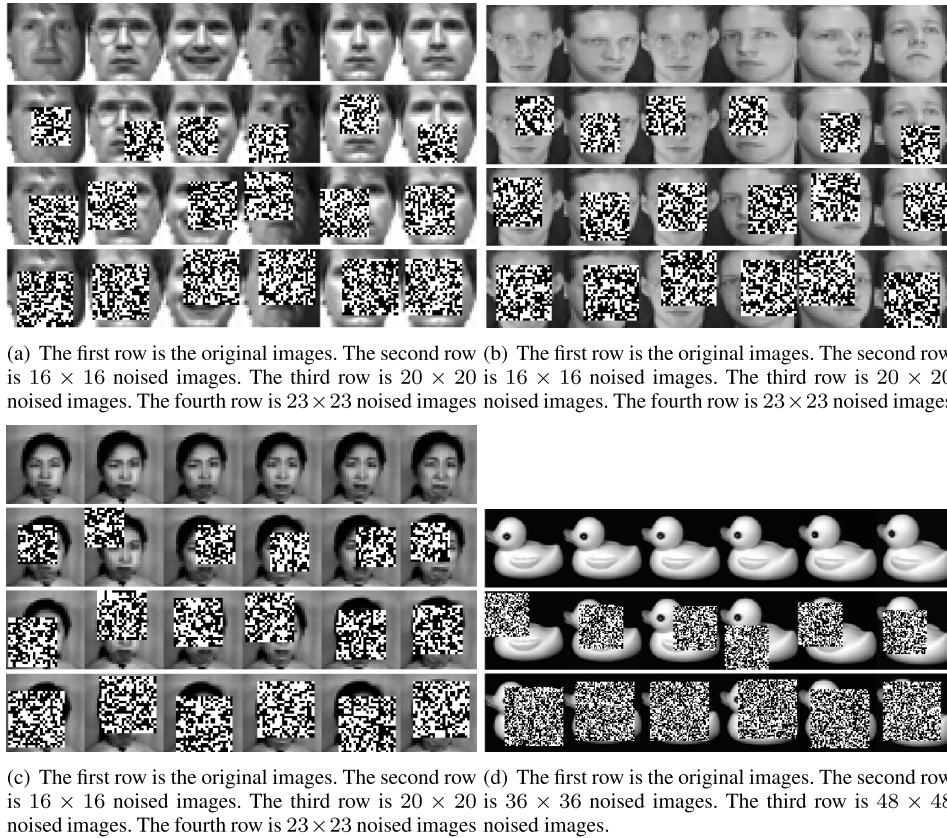 (a) The first row is the original images. The second row
is 16 × 16 noised images. The third row is 20 × 20
noised images. The fourth row is 23×23 noised images
(b) The first row is the original images. The second row
is 16 × 16 noised images. The third row is 20 × 20
noised images. The fourth row is 23×23 noised images
(c) The first row is the original images. The second row
is 16 × 16 noised images. The third row is 20 × 20
noised images. The fourth row is 23×23 noised images
(d) The first row is the original images. The second row
is 36 × 36 noised images. The third row is 48 × 48
noised images.